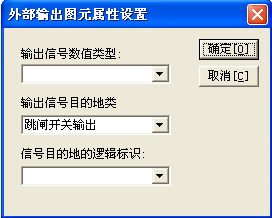 外部输出图元属性设置
输出信号数值类型:
确定[O]
取消[C]
输出信号目的地类
跳闸开关输出
信号目的地的逻辑标识: